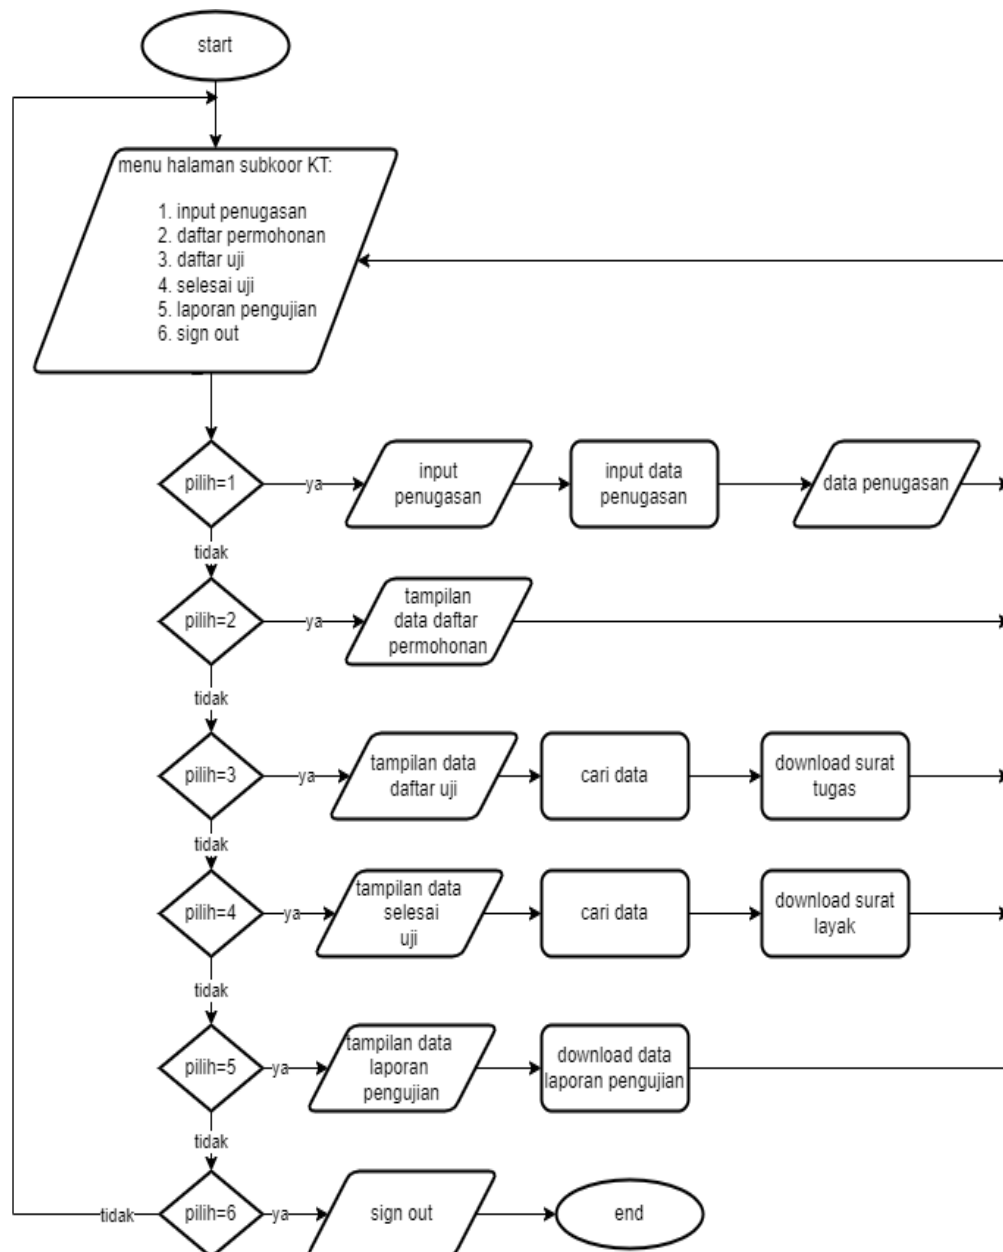 start
menu halaman subkoor KT:
1. input penugasan
2. daftar permohonan
3. daftar uji
4. selesai uji
5. laporan pengujian
6. sign out
pilih=1
ya
input
penugasan
input data
penugasan
data penugasan
tidak
pilih=2
ya
tampilan
data daftar
permohonan
tidak
pilih=3
ya
tampilan data
daftar uji
cari data
download surat
tugas
tidak
pilih=4
ya
tampilan data
selesai
uji
cari data
download surat
layak
tidak
pilih=5
ya
tampilan data
laporan
pengujian
download data
laporan pengujian
tidak
tidak
pilih=6
ya
sign out
end